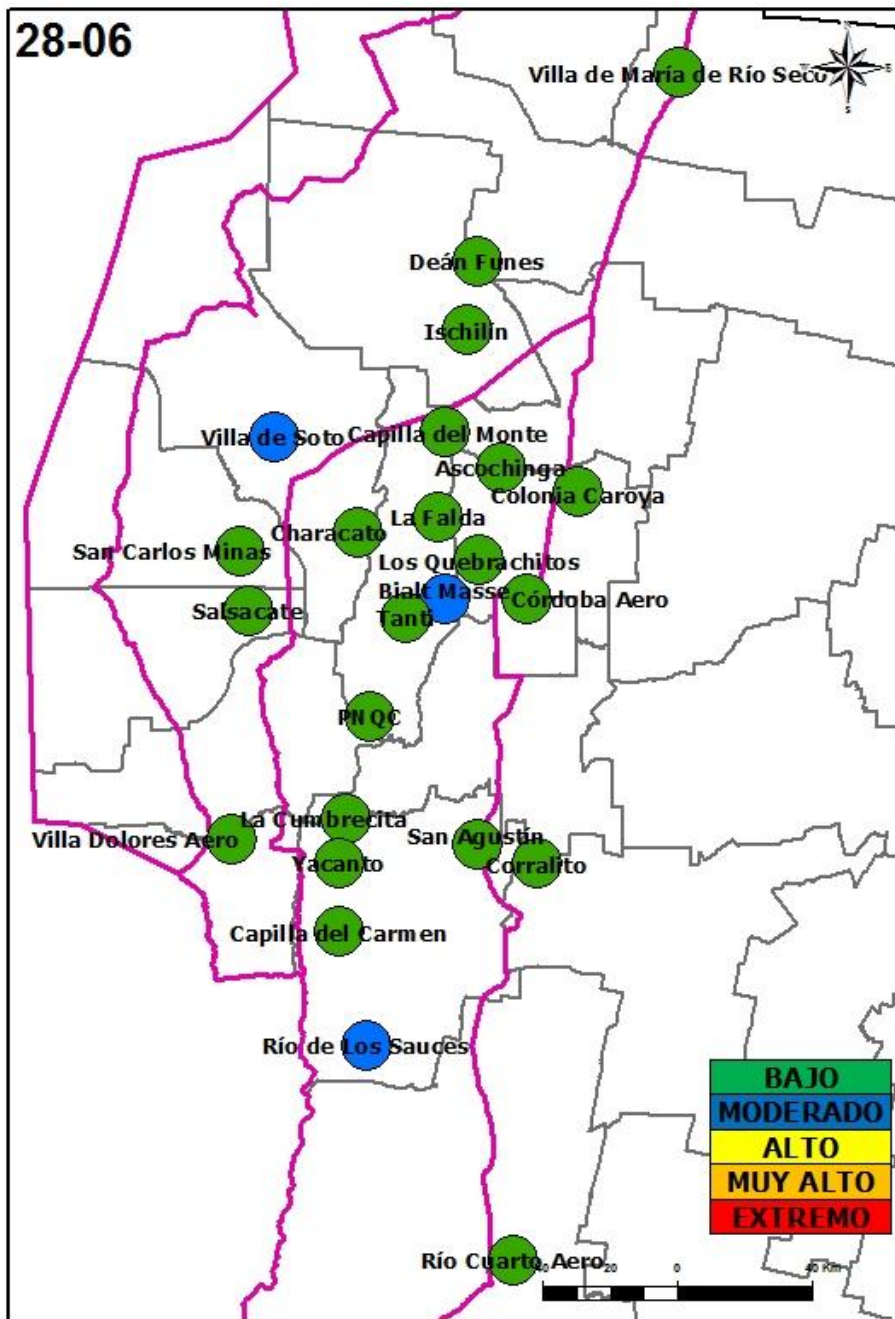 28-06
Villa de María de Río Seco
Deán Funes
Ischilín
Villa de Soto
Capilla del Monte
Ascochinga
Colonia Caroya
La Falda
Characato
San Carlos Minas
Los Quebrachitos
Bialt Masse
Córdoba Aero
Salsacate
Tanti
PNQC
La Cumbrecita
Villa Dolores Aero
San Agustín
Yacanto
Corralito
Capilla del Carmen
Río de Los Sauces
BAJO
MODERADO
ALTO
MUY ALTO
EXTREMO
Río Cuarto Aero
40 20 0 40 Km